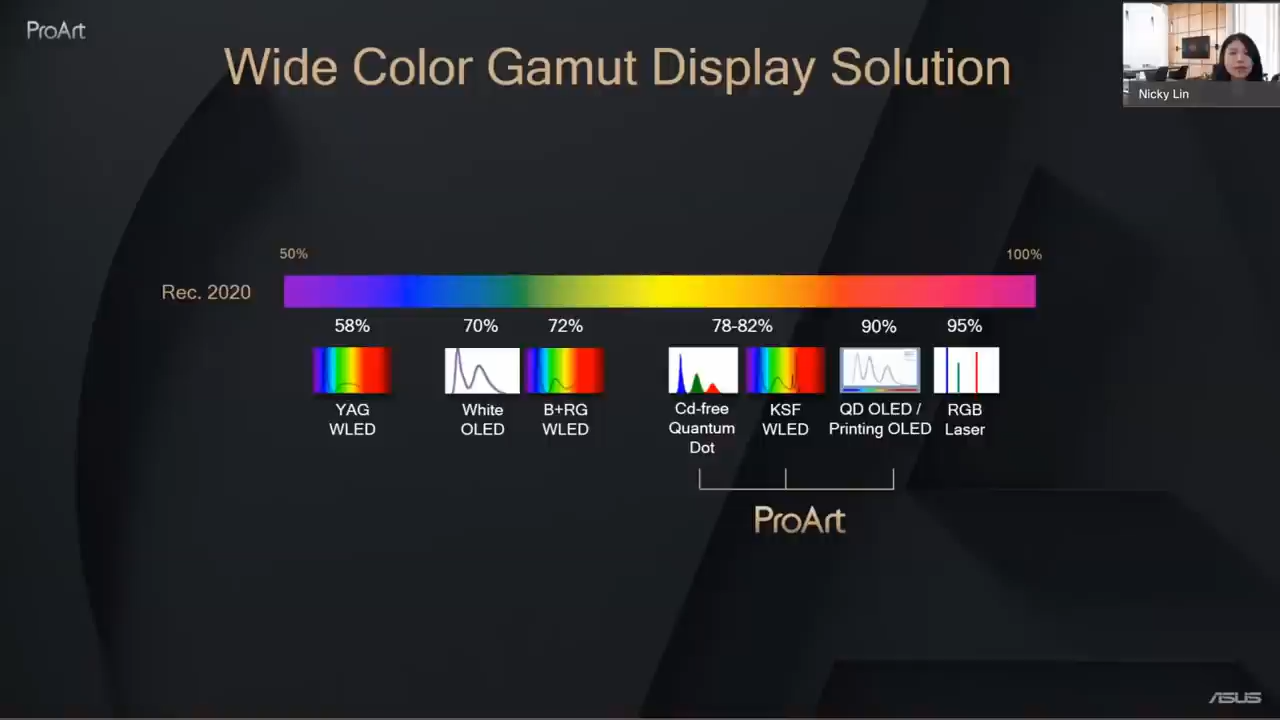 ProArt
Wide Color Gamut Display Solution
Nicky Lin
50%
100%
Rec. 2020
58%
70%
72%
78-82%
90%
95%
YAG
WLED
White
OLED
B+RG
WLED
Cd-free
Quantum
Dot
KSF
WLED
QD OLED /
Printing OLED
RGB
Laser
ProArt
ASUS